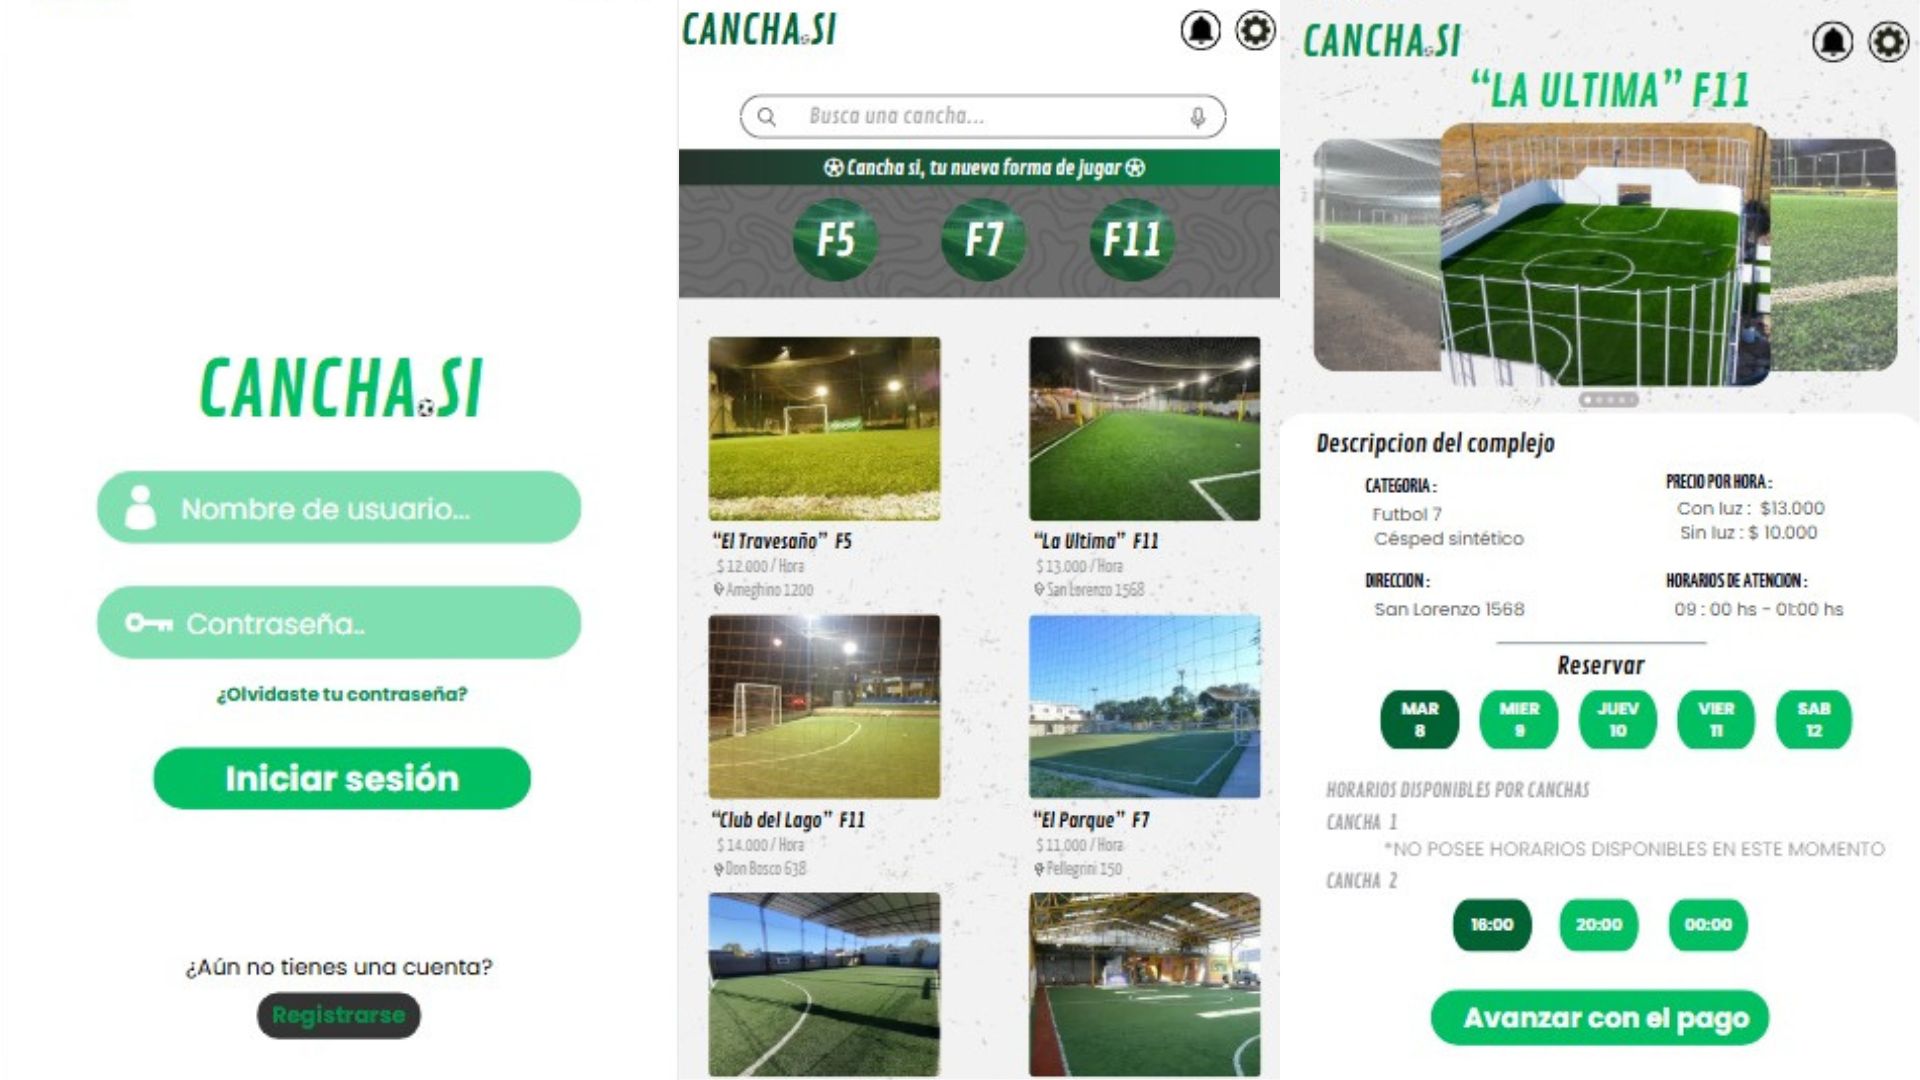 CANCHA SI
Nombre de usuario...
Contraseña..
¿Olvidaste tu contraseña?
Iniciar sesión
¿Aún no tienes una cuenta?
Registrarse
CANCHA SI
Busca una cancha...
Cancha si, tu nueva forma de jugar
F5
F7
F11
“El Travesaño” F5
$12.000 / Hora
Ameghino 1200
“La Ultima” F11
$13.000 / Hora
San Lorenzo 1568
“Club del Lago” F11
$14.000 / Hora
Don Bosco 638
“El Parque” F7
$11.000 / Hora
Pellegrini 150
CANCHA SI
“LA ULTIMA” F11
Descripcion del complejo
CATEGORIA :
Futbol 7
Césped sintético
PRECIO POR HORA :
Con luz : $13.000
Sin luz : $ 10.000
DIRECCION :
San Lorenzo 1568
HORARIOS DE ATENCION :
09 : 00 hs - 01:00 hs
Reservar
MAR
8
MIER
9
JUEV
10
VIER
11
SAB
12
HORARIOS DISPONIBLES POR CANCHAS
CANCHA 1
*NO POSEE HORARIOS DISPONIBLES EN ESTE MOMENTO
CANCHA 2
16:00
20:00
00:00
Avanzar con el pago